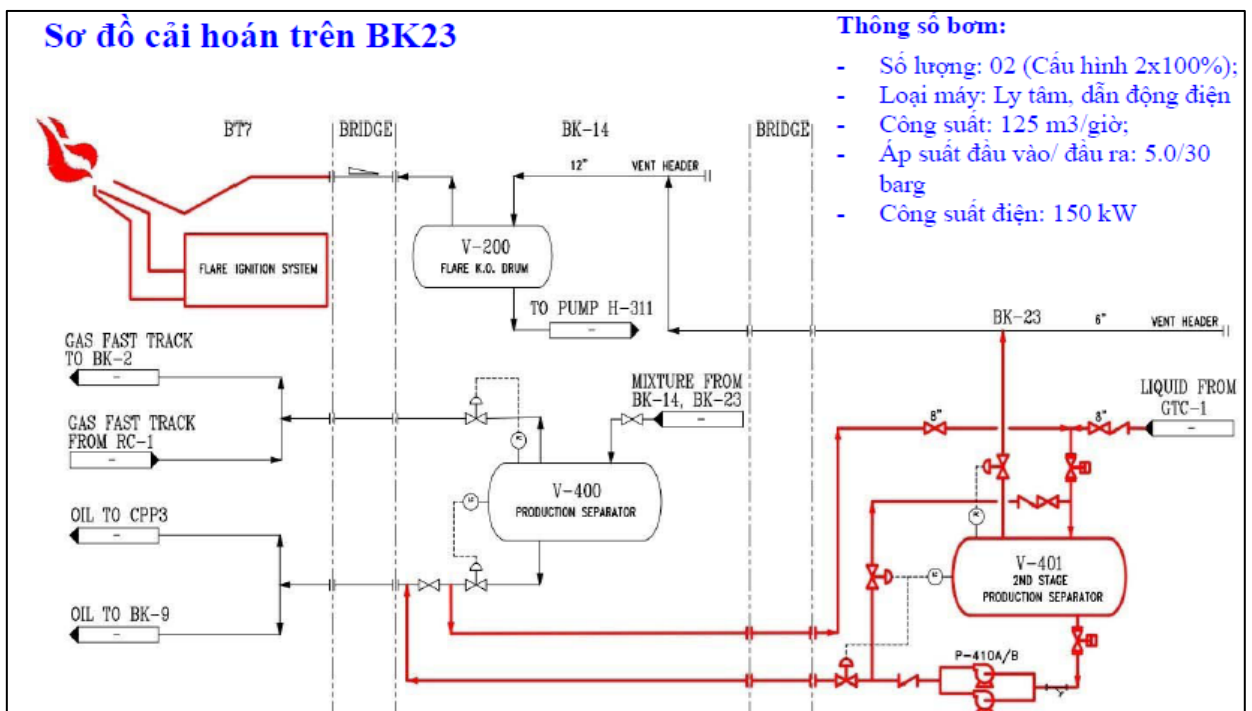 Sơ đồ cải hoán trên BK23
Thông số bơm:
- Số lượng: 02 (Cấu hình 2x100%);
- Loại máy: Ly tâm, dẫn động điện
- Công suất: 125 m3/giờ;
- Áp suất đầu vào/ đầu ra: 5.0/30
barg
- Công suất điện: 150 kW
BT7
BRIDGE
BK-14
BRIDGE
12"
VENT HEADER
V-200
FLARE K.O. DRUM
FLARE IGNITION SYSTEM
TO PUMP H-311
BK-23
6"
VENT HEADER
GAS FAST TRACK
TO BK-2
MIXTURE FROM
BK-14, BK-23
LIQUID FROM
GTC-1
8"
8"
GAS FAST TRACK
FROM RC-1
V-400
PRODUCTION SEPARATOR
OIL TO CPP3
V-401
2ND STAGE
PRODUCTION SEPARATOR
OIL TO BK-9
P-410A/B